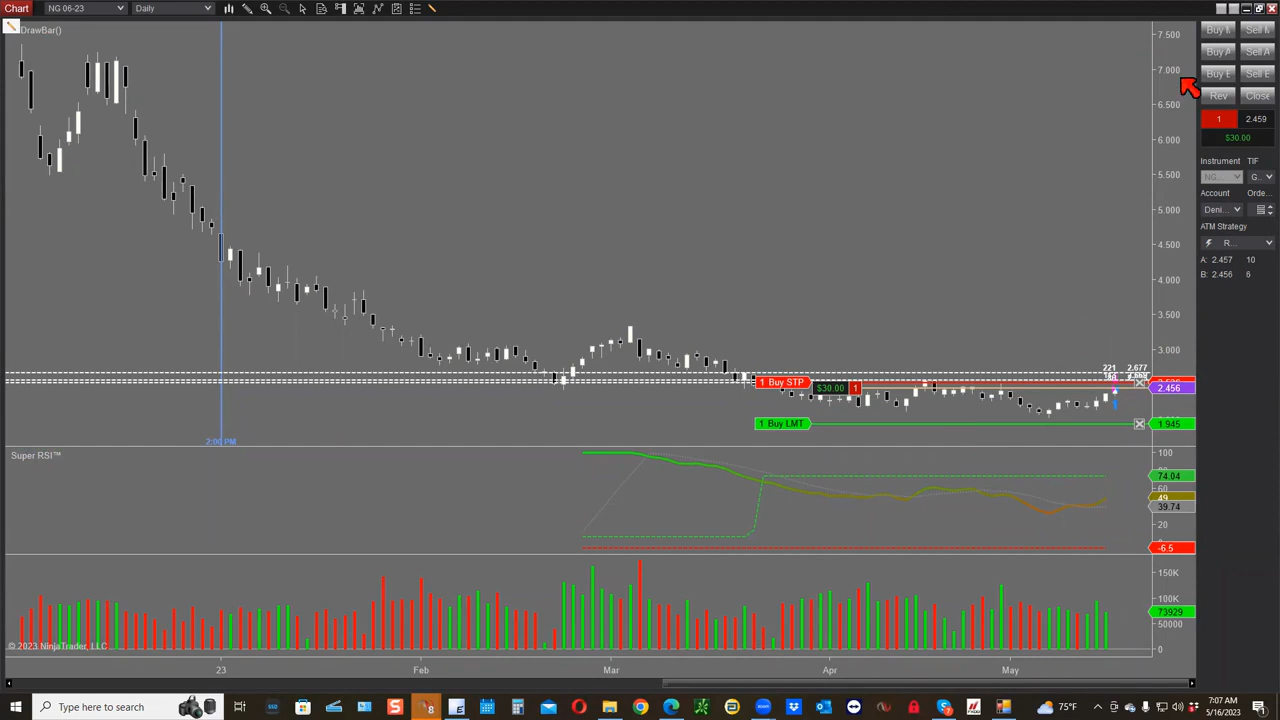 Chart NG 06-23 Daily
DrawBar()
7.500
7.000
6.500
6.000
5.500
5.000
4.500
4.000
3.500
3.000
221 2.677
1 Buy STP $30.00 1 2.456
1 Buy LMT 1.945
2:00 PM
Super RSI™
100
74.04
60
49
39.74
20
-6.5
150K
73929
50000
0
© 2023 NinjaTrader, LLC
23 Feb Mar Apr May
Buy M Sell M
Buy A Sell A
Buy E Sell E
Rev Close
1 2.459
$30.00
Instrument TIF
NG... G...
Account Orde...
Deni...
ATM Strategy
R...
A: 2.457 10
B: 2.456 6
Type here to search
75°F
7:07 AM
5/16/2023